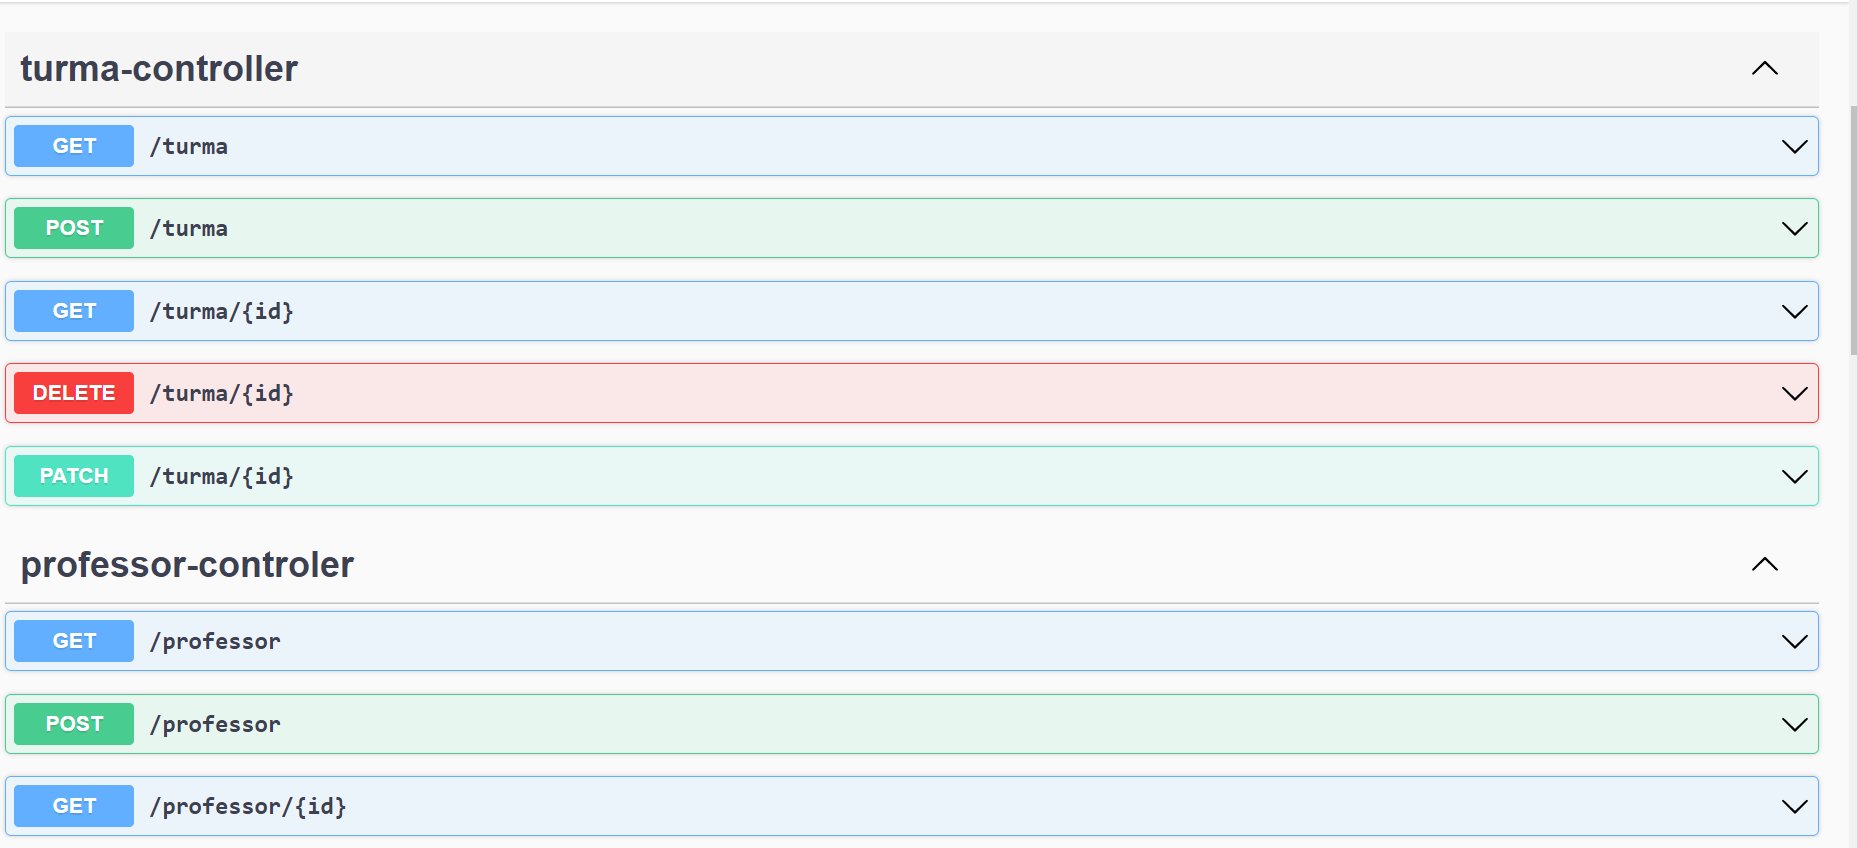 turma-controller
GET /turma
POST /turma
GET /turma/{id}
DELETE /turma/{id}
PATCH /turma/{id}
professor-controler
GET /professor
POST /professor
GET /professor/{id}